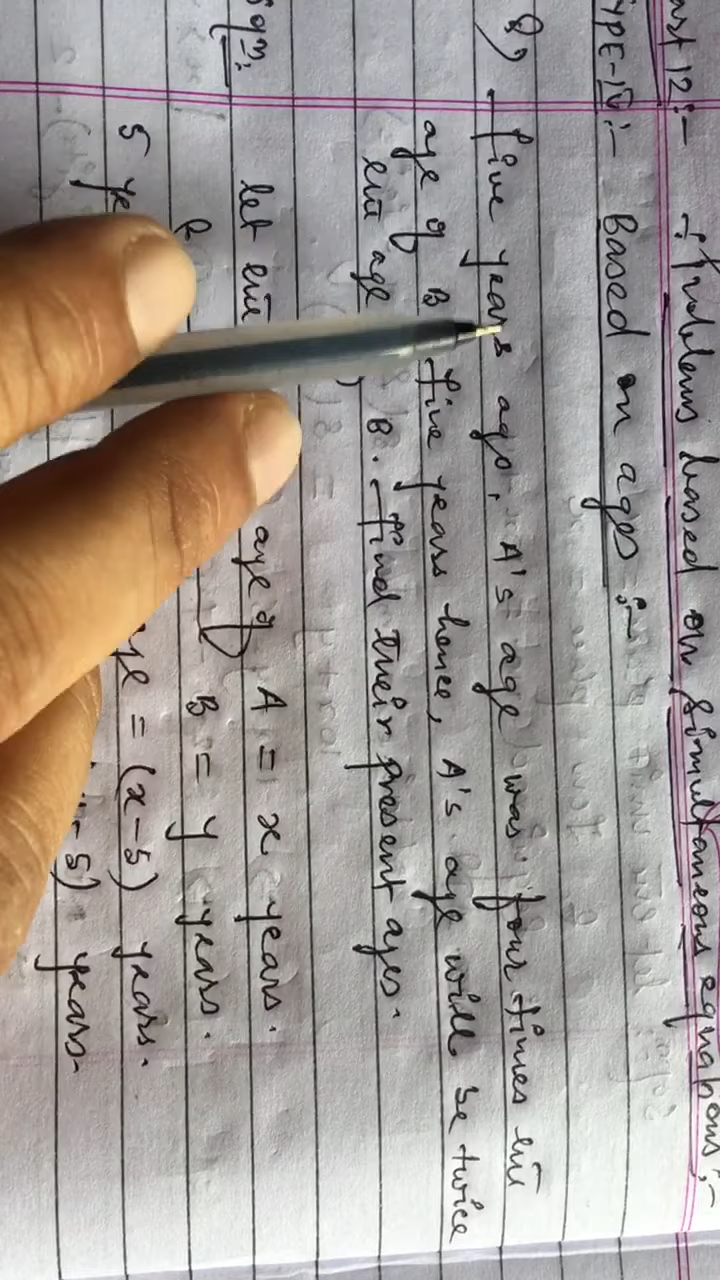 :- Problems based on simultaneous equations :-
TYPE-IV :- Based on ages :-
Q) Five years ago, A's age was four times the
age of B. Five years hence, A's age will be twice
the age B. Find their present ages.
Sqn: let the age of A = x years.
B = y years.
5 ye = (x-5) years.
- 5) years.